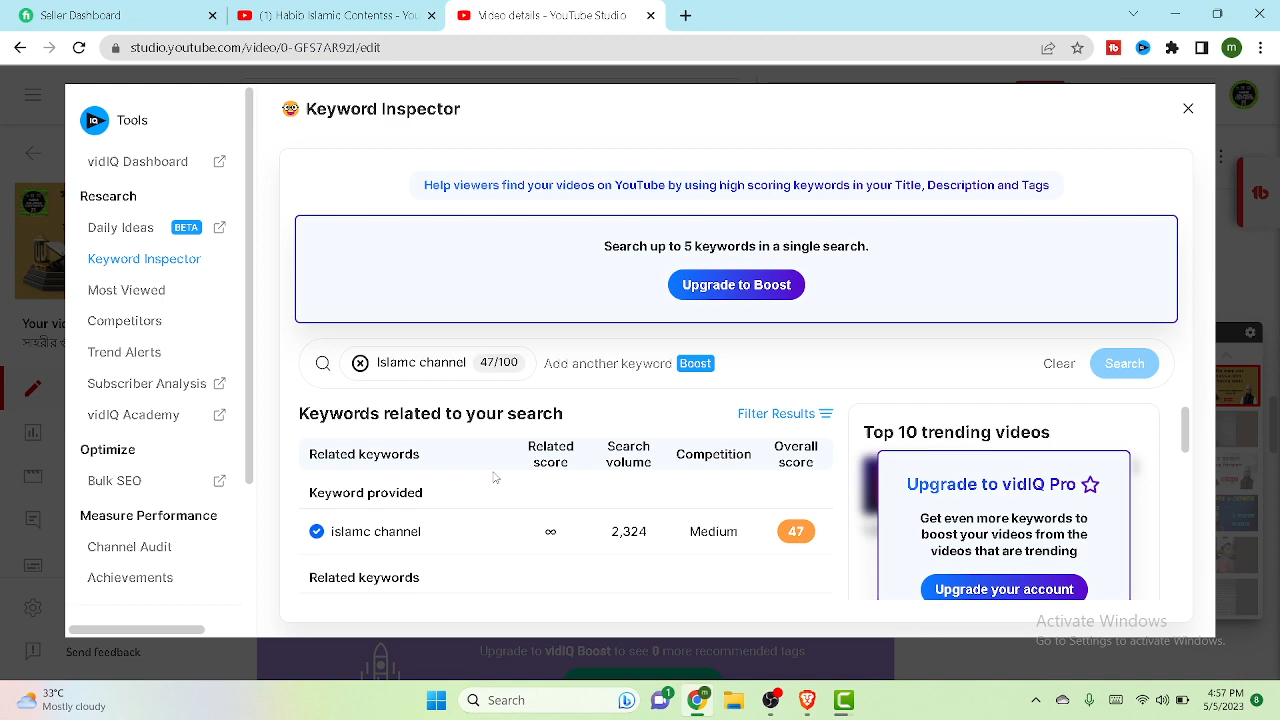 Seller Dashboard
(1) Habib Islamic Contents - You
Video details - YouTube Studio
studio.youtube.com/video/0-GFS7AR9zI/edit
Tools
vidIQ Dashboard
Research
Daily Ideas BETA
Keyword Inspector
Most Viewed
Competitors
Trend Alerts
Subscriber Analysis
vidIQ Academy
Optimize
Bulk SEO
Measure Performance
Channel Audit
Achievements
Send feedback
Keyword Inspector
Help viewers find your videos on YouTube by using high scoring keywords in your Title, Description and Tags
Search up to 5 keywords in a single search.
Upgrade to Boost
Islamc channel 47/100 Add another keyword Boost Clear Search
Keywords related to your search
Filter Results
Related keywords Related score Search volume Competition Overall score
Keyword provided
islamc channel ∞ 2,324 Medium 47
Related keywords
Top 10 trending videos
Upgrade to vidIQ Pro
Get even more keywords to
boost your videos from the
videos that are trending
Upgrade your account
Activate Windows
Go to Settings to activate Windows.
Upgrade to vidIQ Boost to see 0 more recommended tags
Your vi
33°C
Mostly cloudy
Search
4:57 PM
5/5/2023
8